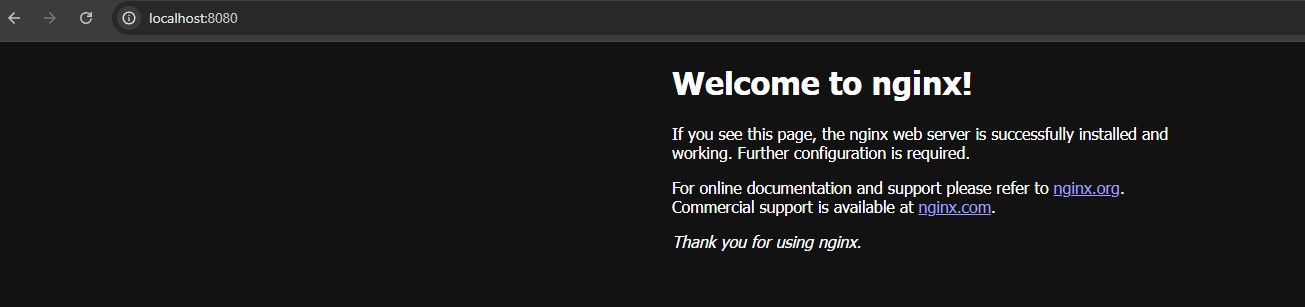 localhost:8080
Welcome to nginx!
If you see this page, the nginx web server is successfully installed and
working. Further configuration is required.
For online documentation and support please refer to nginx.org.
Commercial support is available at nginx.com.
Thank you for using nginx.